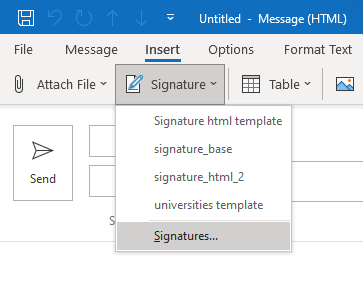 Untitled - Message (HTML)
File Message Insert Options Format Text
Attach File Signature Table
Signature html template
signature_base
signature_html_2
universities template
Send
S
Signatures...